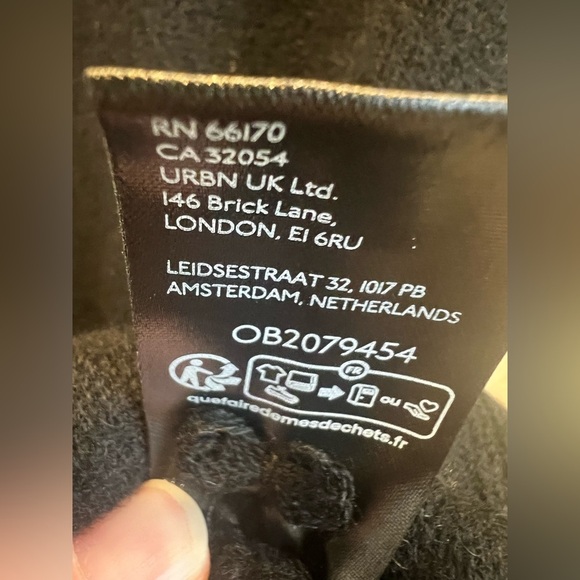 RN 66170
CA 32054
URBN UK Ltd.
146 Brick Lane,
LONDON, E1 6RU
LEIDSESTRAAT 32, 1017 PB
AMSTERDAM, NETHERLANDS
OB2079454
FR
ou
quefairedemesdechets.fr